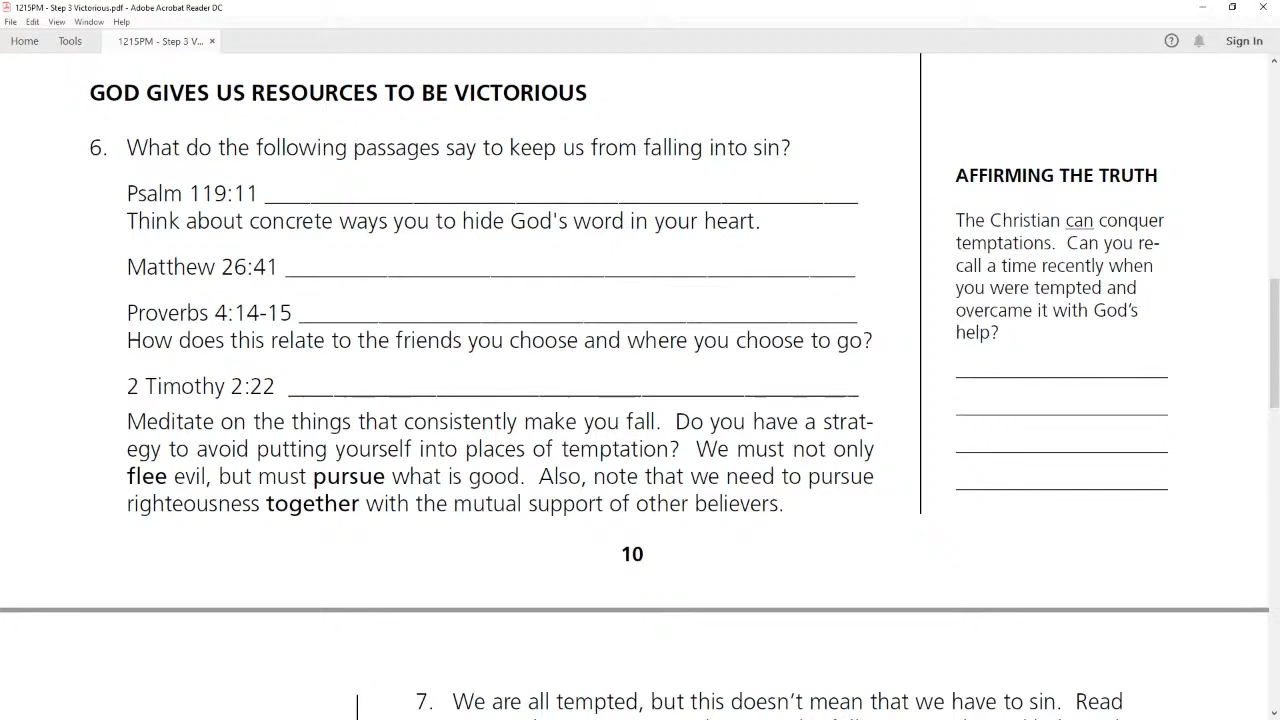 1215PM - Step 3 Victorious.pdf - Adobe Acrobat Reader DC
File Edit View Window Help
Home Tools 1215PM - Step 3 V... × Sign In
GOD GIVES US RESOURCES TO BE VICTORIOUS
6. What do the following passages say to keep us from falling into sin?
Psalm 119:11
Think about concrete ways you to hide God's word in your heart.
Matthew 26:41
Proverbs 4:14-15
How does this relate to the friends you choose and where you choose to go?
2 Timothy 2:22
Meditate on the things that consistently make you fall. Do you have a strat-
egy to avoid putting yourself into places of temptation? We must not only
flee evil, but must pursue what is good. Also, note that we need to pursue
righteousness together with the mutual support of other believers.
AFFIRMING THE TRUTH
The Christian can conquer
temptations. Can you re-
call a time recently when
you were tempted and
overcame it with God's
help?
10
7. We are all tempted, but this doesn't mean that we have to sin. Read